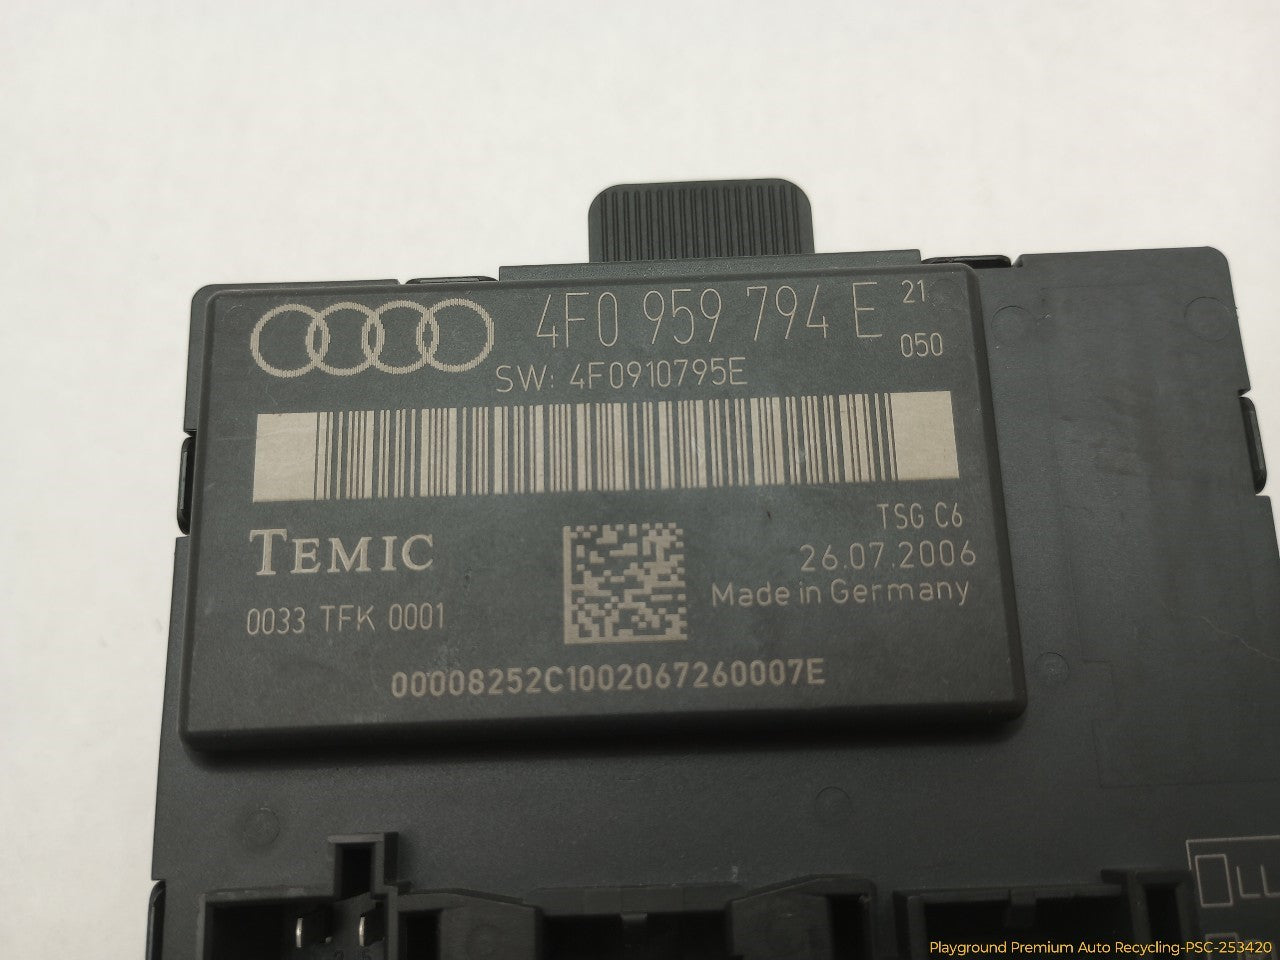 4F0 959 794 E 21
050
SW: 4F0910795E
TEMIC
TSG C6
26.07.2006
Made in Germany
0033 TFK 0001
00008252C1002067260007E
Playground Premium Auto Recycling-PSC-253420